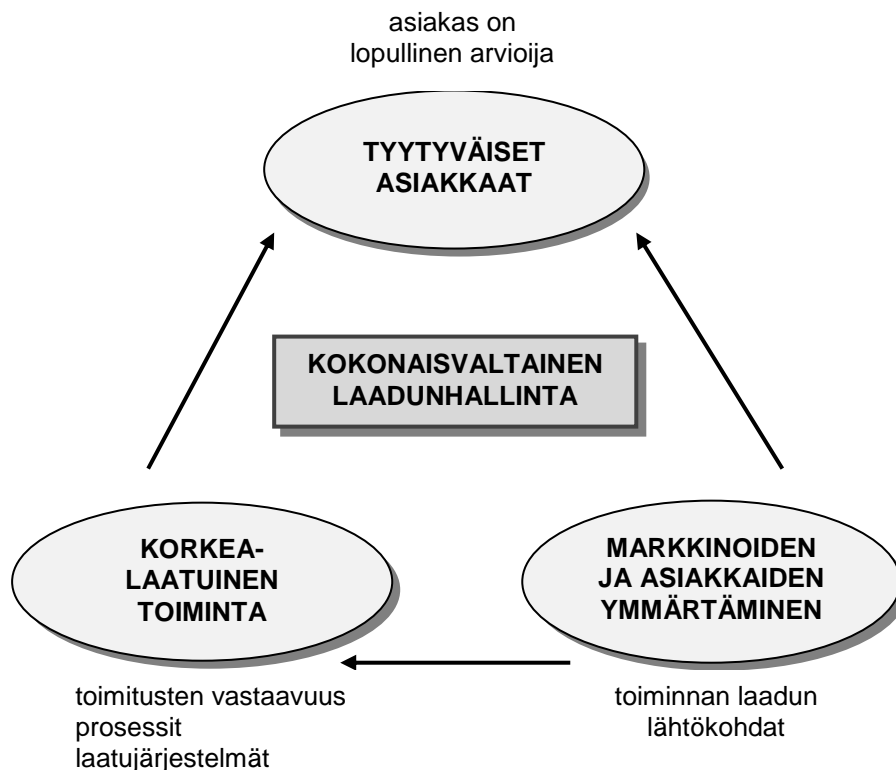 asiakas on
lopullinen arvioija
TYYTYVÄISET
ASIAKKAAT
KOKONAISVALTAINEN
LAADUNHALLINTA
KORKEA-
LAATUINEN
TOIMINTA
MARKKINOIDEN
JA ASIAKKAIDEN
YMMÄRTÄMINEN
toimitusten vastaavuus
prosessit
laatujärjestelmät
toiminnan laadun
lähtökohdat